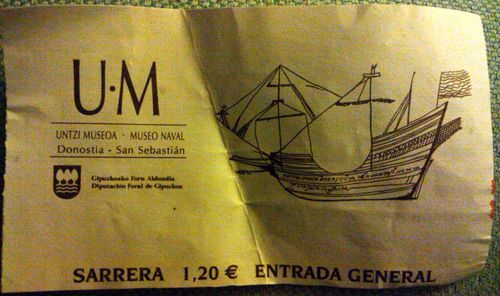 U·M
UNTZI MUSEOA · MUSEO NAVAL
Donostia - San Sebastián
Gipuzkoako Foru Aldundia
Diputación Foral de Gipuzkoa
SARRERA 1,20 € ENTRADA GENERAL